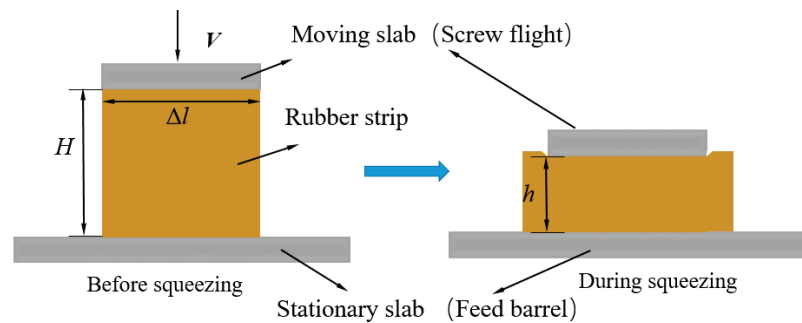 V
Moving slab（Screw flight）
Δl
Rubber strip
H
h
Before squeezing
During squeezing
Stationary slab（Feed barrel）